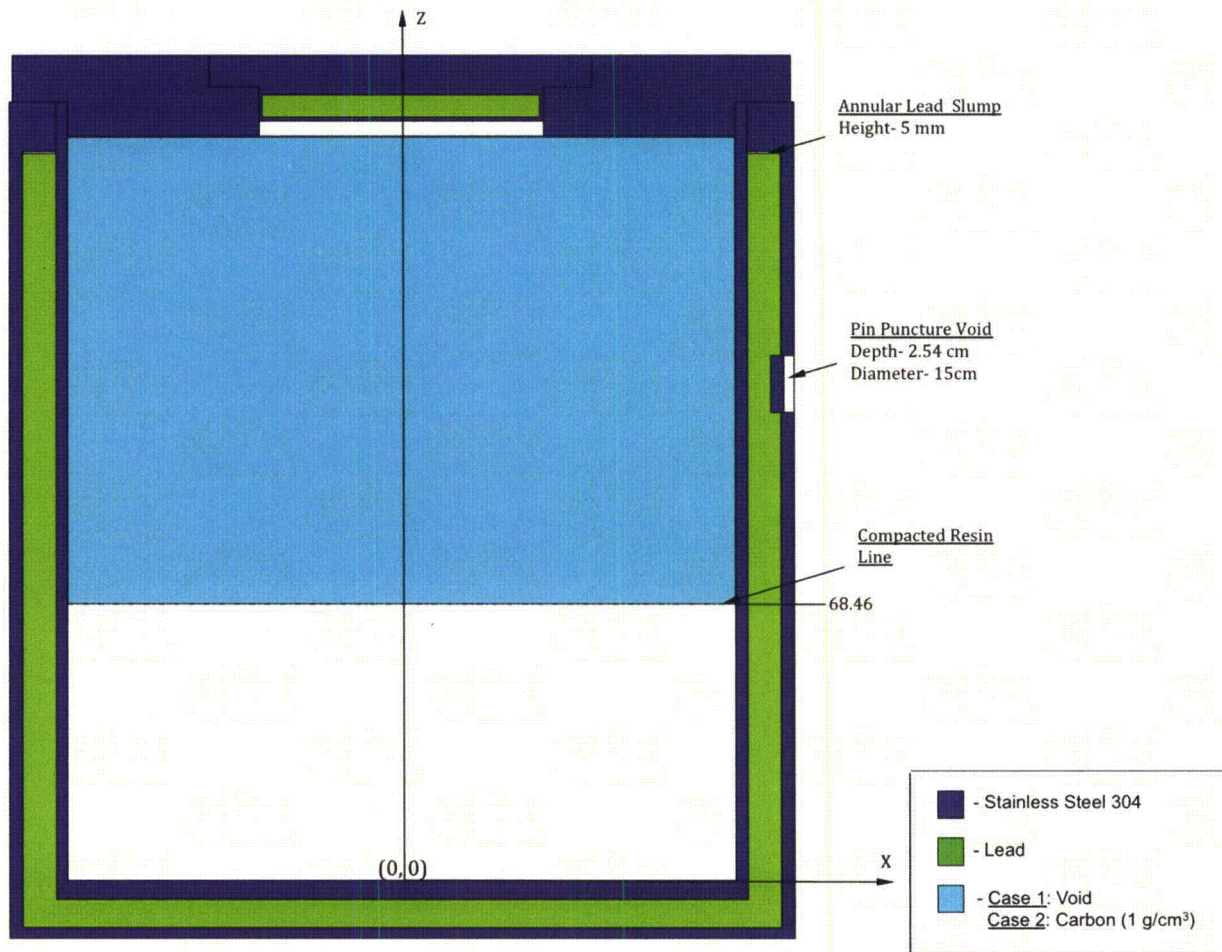 Z
Annular Lead Slump
Height- 5 mm
Pin Puncture Void
Depth- 2.54 cm
Diameter- 15cm
Compacted Resin
Line
68.46
(0,0)
X
- Stainless Steel 304
- Lead
- Case 1: Void
Case 2: Carbon (1 g/cm³)